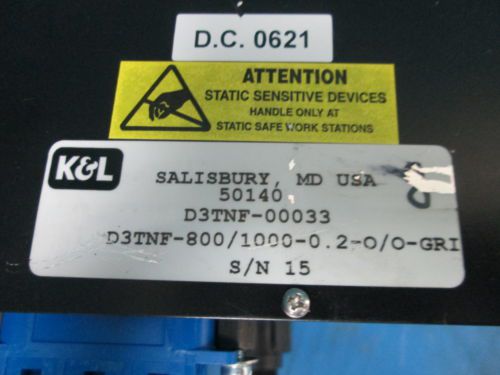 D.C. 0621
ATTENTION
STATIC SENSITIVE DEVICES
HANDLE ONLY AT
STATIC SAFE WORK STATIONS
K&L
SALISBURY, MD USA
50140
D3TNF-00033
D3TNF-800/1000-0.2-O/O-GRI
S/N 15